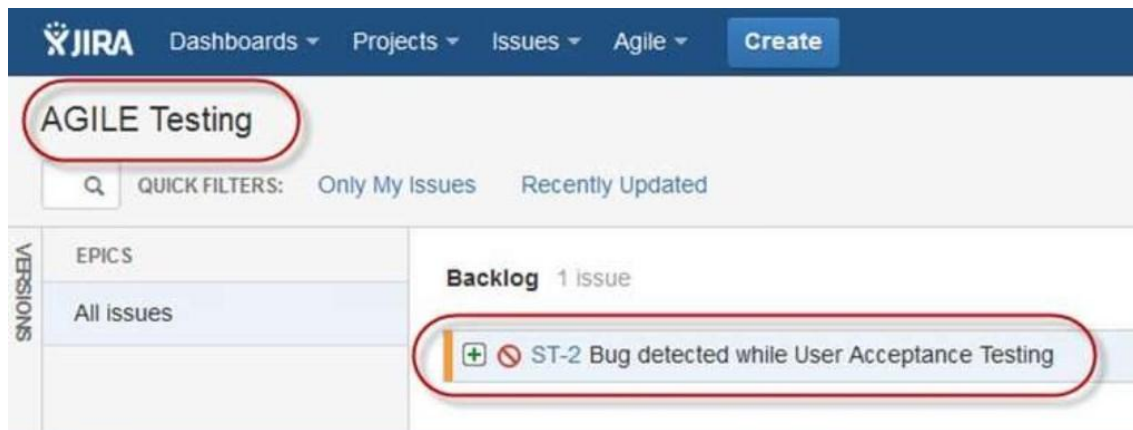 JIRA Dashboards Projects Issues Agile Create
AGILE Testing
QUICK FILTERS: Only My Issues Recently Updated
VERSIONS
EPICS
All issues
Backlog 1 issue
ST-2 Bug detected while User Acceptance Testing